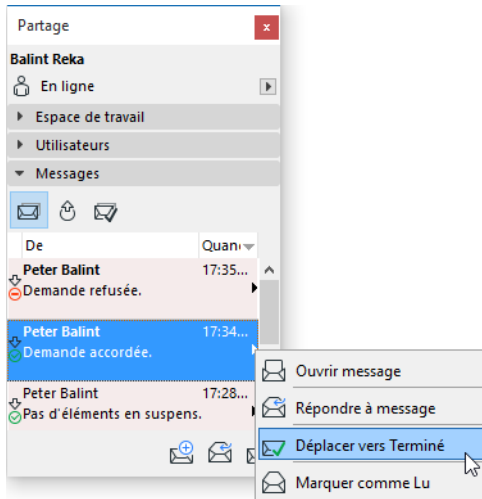 Partage
x
Balint Reka
En ligne
Espace de travail
Utilisateurs
Messages
De
Peter Balint 17:35...
Demande refusée.
Peter Balint 17:34...
Demande accordée.
Peter Balint 17:28...
Pas d'éléments en suspens.
Ouvrir message
Répondre à message
Déplacer vers Terminé
Marquer comme Lu